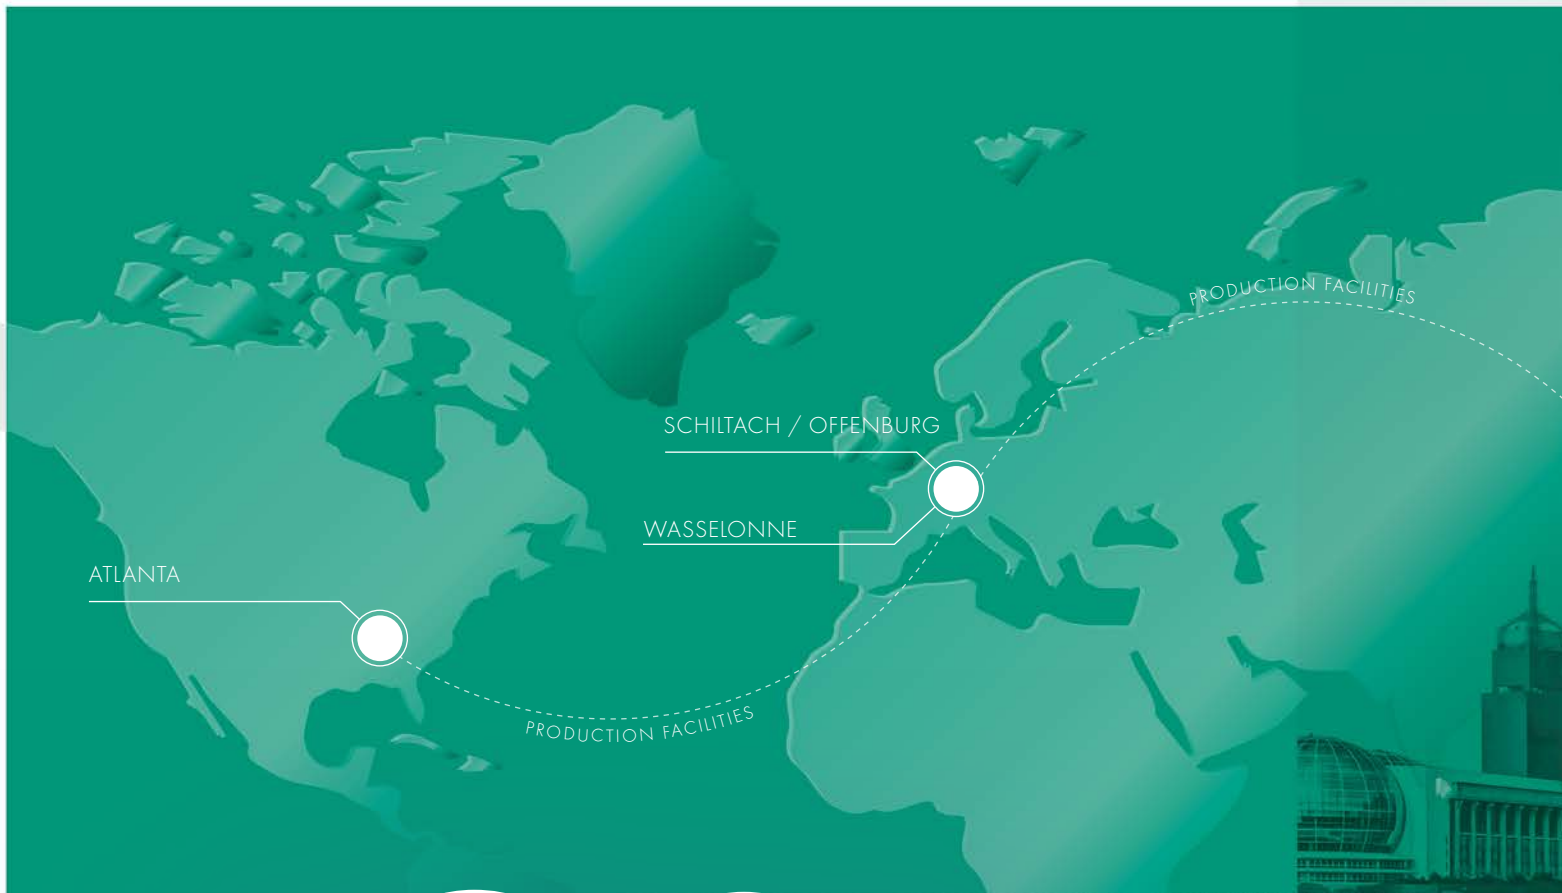 PRODUCTION FACILITIES
SCHILTACH / OFFENBURG
WASSELONNE
ATLANTA
PRODUCTION FACILITIES